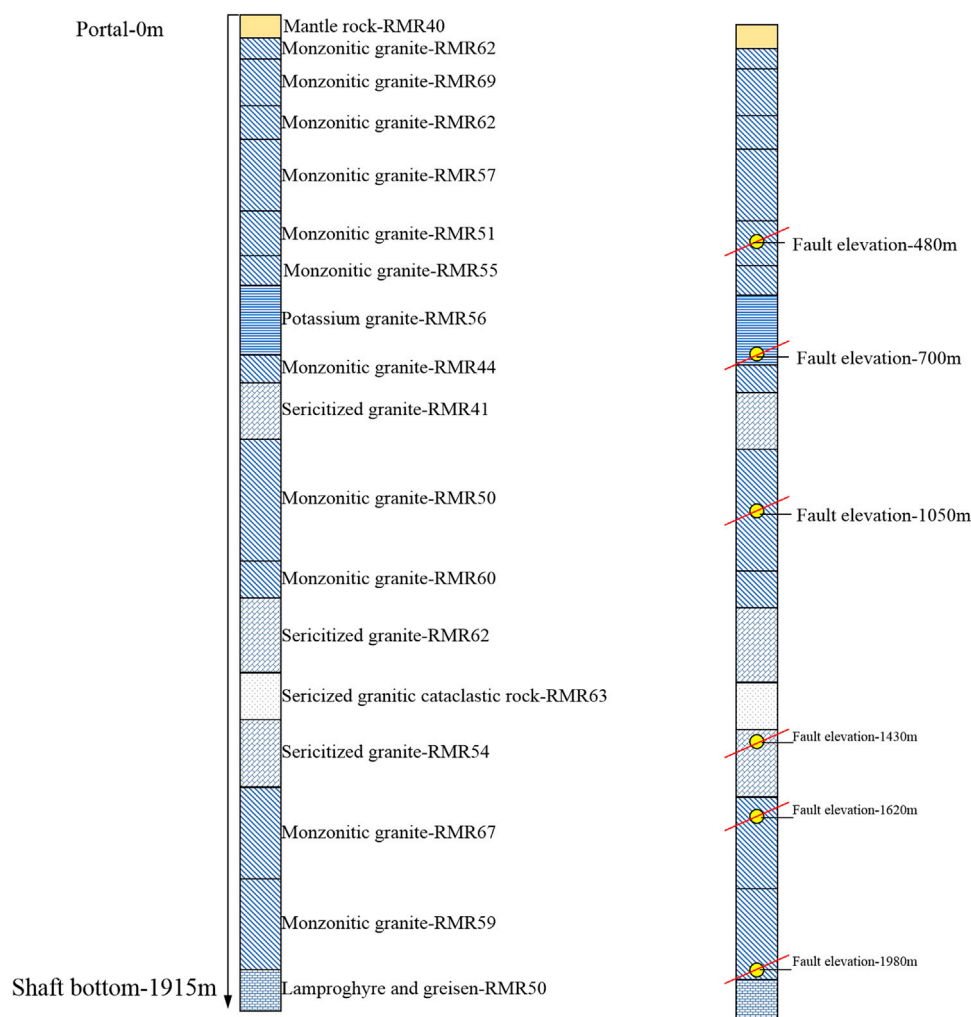 Portal-0m
Mantle rock-RMR40
Monzonitic granite-RMR62
Monzonitic granite-RMR69
Monzonitic granite-RMR62
Monzonitic granite-RMR57
Monzonitic granite-RMR51
Monzonitic granite-RMR55
Potassium granite-RMR56
Monzonitic granite-RMR44
Sericitized granite-RMR41
Monzonitic granite-RMR50
Monzonitic granite-RMR60
Sericitized granite-RMR62
Sericized granitic cataclastic rock-RMR63
Sericitized granite-RMR54
Monzonitic granite-RMR67
Monzonitic granite-RMR59
Shaft bottom-1915m
Lamproghyre and greisen-RMR50
Fault elevation-480m
Fault elevation-700m
Fault elevation-1050m
Fault elevation-1430m
Fault elevation-1620m
Fault elevation-1980m